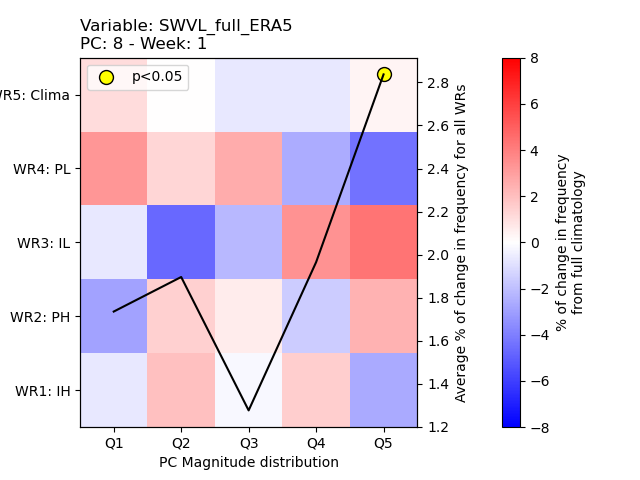 Variable: SWVL_full_ERA5
PC: 8 - Week: 1
p<0.05
WR5: Clima
WR4: PL
WR3: IL
WR2: PH
WR1: IH
Q1 Q2 Q3 Q4 Q5
PC Magnitude distribution
2.8
2.6
2.4
2.2
2.0
1.8
1.6
1.4
1.2
Average % of change in frequency for all WRs
8
6
4
2
0
−2
−4
−6
−8
% of change in frequency
from full climatology